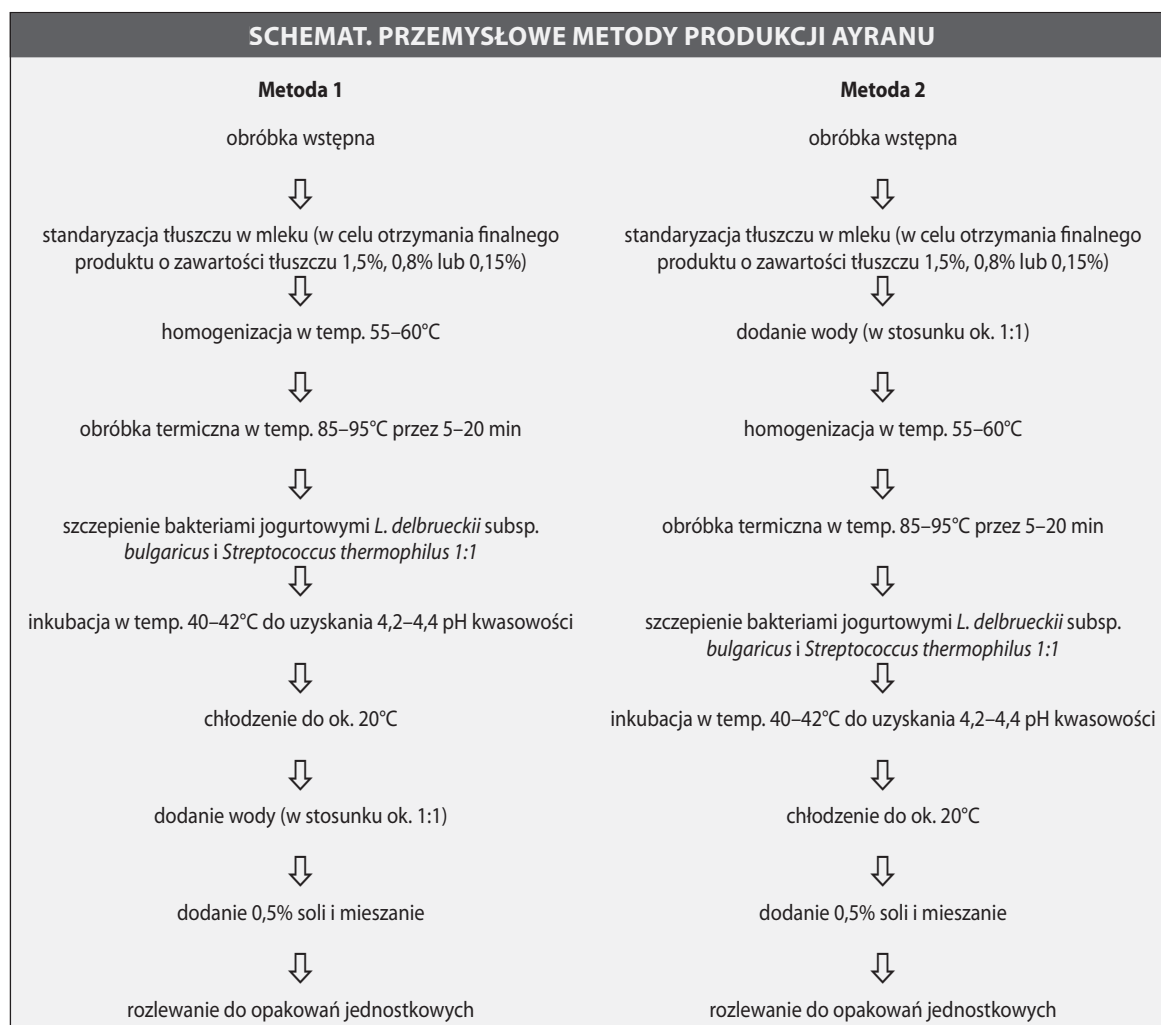 SCHEMAT. PRZEMYSŁOWE METODY PRODUKCJI AYRANU
Metoda 1
obróbka wstępna
standaryzacja tłuszczu w mleku (w celu otrzymania finalnego
produktu o zawartości tłuszczu 1,5%, 0,8% lub 0,15%)
homogenizacja w temp. 55–60°C
obróbka termiczna w temp. 85–95°C przez 5–20 min
szczepienie bakteriami jogurtowymi L. delbrueckii subsp.
bulgaricus i Streptococcus thermophilus 1:1
inkubacja w temp. 40–42°C do uzyskania 4,2–4,4 pH kwasowości
chłodzenie do ok. 20°C
dodanie wody (w stosunku ok. 1:1)
dodanie 0,5% soli i mieszanie
rozlewanie do opakowań jednostkowych
Metoda 2
obróbka wstępna
standaryzacja tłuszczu w mleku (w celu otrzymania finalnego
produktu o zawartości tłuszczu 1,5%, 0,8% lub 0,15%)
dodanie wody (w stosunku ok. 1:1)
homogenizacja w temp. 55–60°C
obróbka termiczna w temp. 85–95°C przez 5–20 min
szczepienie bakteriami jogurtowymi L. delbrueckii subsp.
bulgaricus i Streptococcus thermophilus 1:1
inkubacja w temp. 40–42°C do uzyskania 4,2–4,4 pH kwasowości
chłodzenie do ok. 20°C
dodanie 0,5% soli i mieszanie
rozlewanie do opakowań jednostkowych